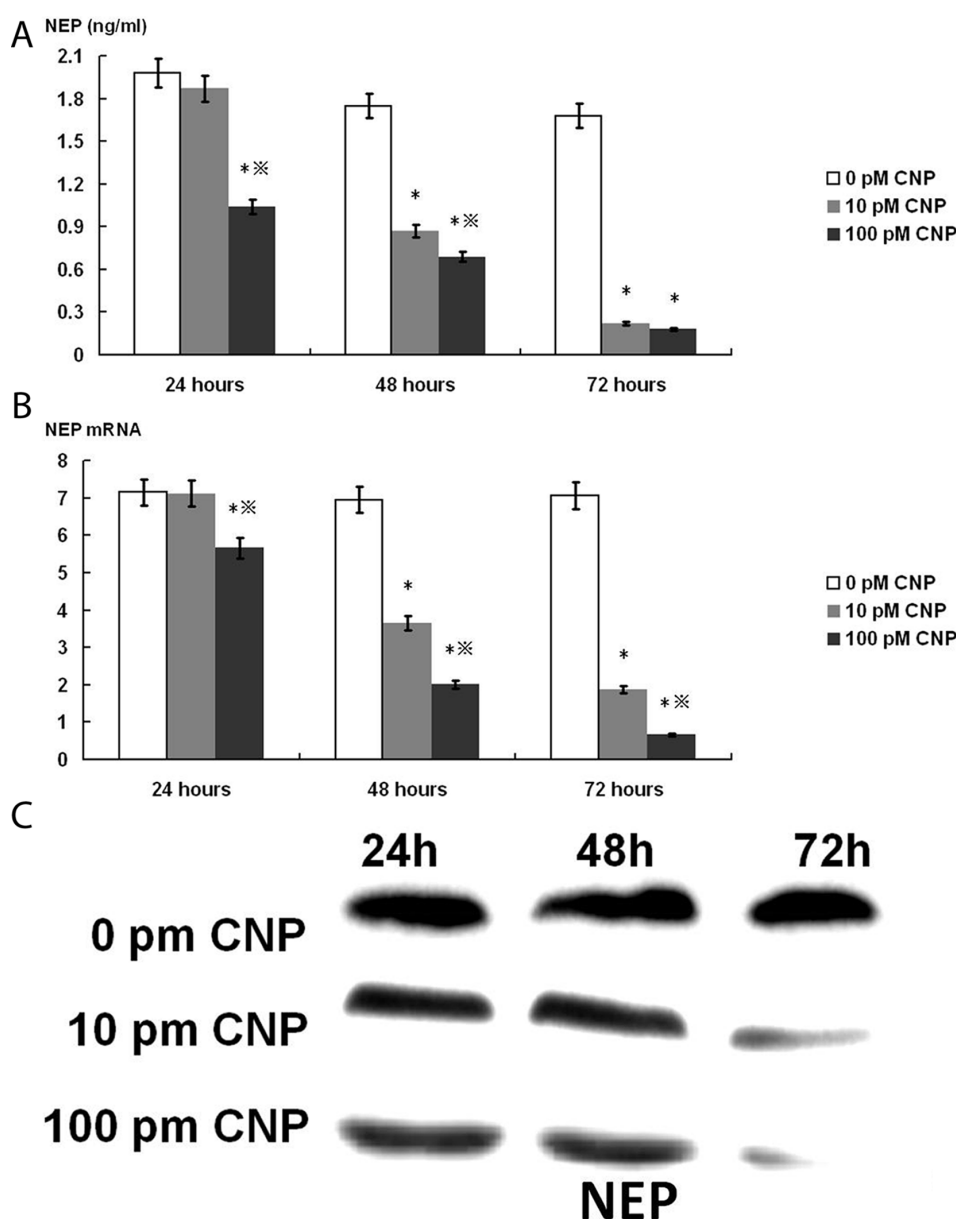 A
NEP (ng/ml)
2.1
1.8
1.5
1.2
0.9
0.6
0.3
0
*※
*
*※
*
*
24 hours
48 hours
72 hours
0 pM CNP
10 pM CNP
100 pM CNP
B
NEP mRNA
8
7
6
5
4
3
2
1
0
*※
*
*※
*
*※
24 hours
48 hours
72 hours
0 pM CNP
10 pM CNP
100 pM CNP
C
24h 48h 72h
0 pm CNP
10 pm CNP
100 pm CNP
NEP